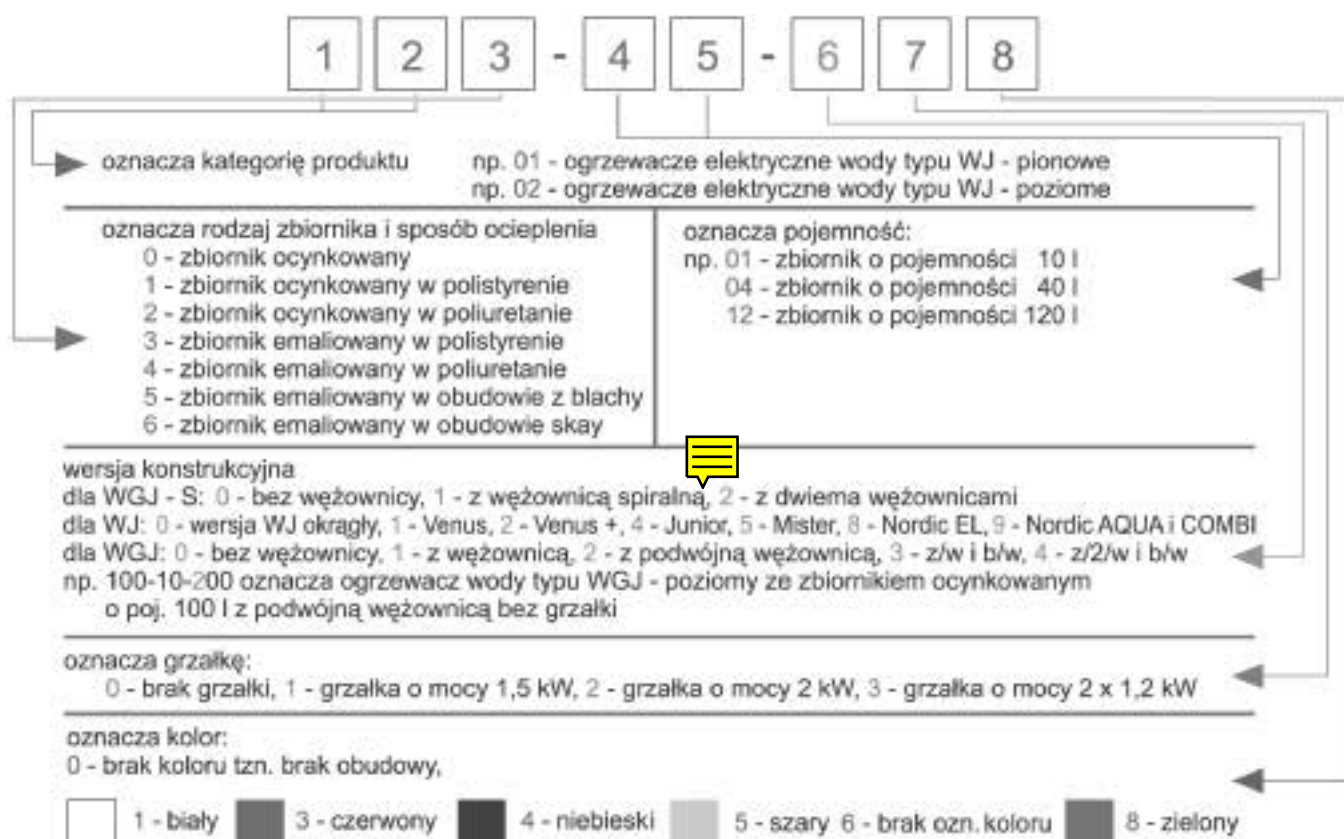 1 2 3 - 4 5 - 6 7 8
oznacza kategorię produktu np. 01 - ogrzewacze elektryczne wody typu WJ - pionowe
np. 02 - ogrzewacze elektryczne wody typu WJ - poziome
oznacza rodzaj zbiornika i sposób ocieplenia
0 - zbiornik ocynkowany
1 - zbiornik ocynkowany w polistyrenie
2 - zbiornik ocynkowany w poliuretanie
3 - zbiornik emaliowany w polistyrenie
4 - zbiornik emaliowany w poliuretanie
5 - zbiornik emaliowany w obudowie z blachy
6 - zbiornik emaliowany w obudowie skay
oznacza pojemność:
np. 01 - zbiornik o pojemności 10 l
04 - zbiornik o pojemności 40 l
12 - zbiornik o pojemności 120 l
wersja konstrukcyjna
dla WGJ - S: 0 - bez wężownicy, 1 - z wężownicą spiralną, 2 - z dwiema wężownicami
dla WJ: 0 - wersja WJ okrągły, 1 - Venus, 2 - Venus +, 4 - Junior, 5 - Mister, 8 - Nordic EL, 9 - Nordic AQUA i COMBI
dla WGJ: 0 - bez wężownicy, 1 - z wężownicą, 2 - z podwójną wężownicą, 3 - z/w i b/w, 4 - z/2/w i b/w
np. 100-10-200 oznacza ogrzewacz wody typu WGJ - poziomy ze zbiornikiem ocynkowanym
o poj. 100 l z podwójną wężownicą bez grzałki
oznacza grzałkę:
0 - brak grzałki, 1 - grzałka o mocy 1,5 kW, 2 - grzałka o mocy 2 kW, 3 - grzałka o mocy 2 x 1,2 kW
oznacza kolor:
0 - brak koloru tzn. brak obudowy,
1 - biały 3 - czerwony 4 - niebieski 5 - szary 6 - brak ozn. koloru 8 - zielony